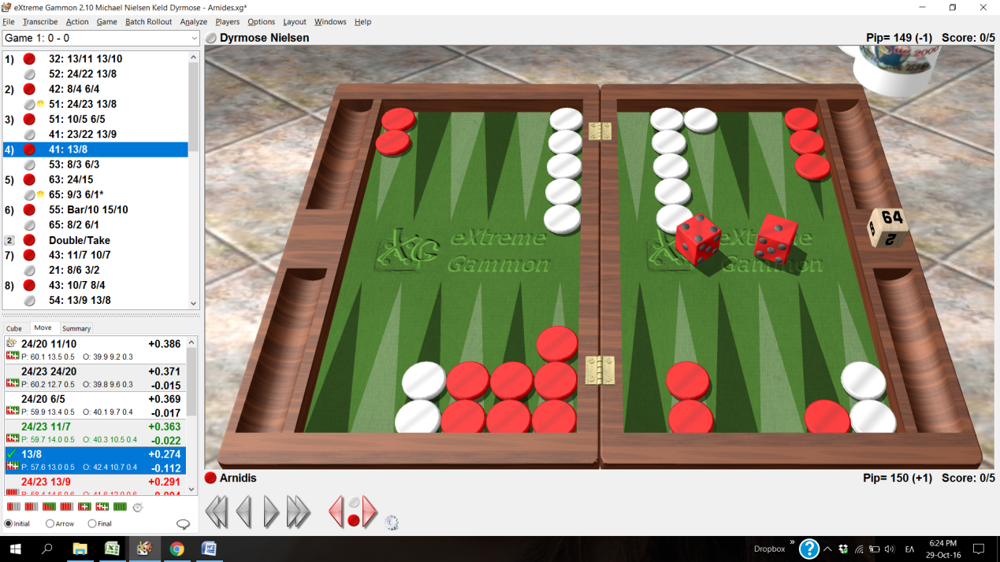 eXtreme Gammon 2.10 Michael Nielsen Keld Dyrmose - Arnides.xg*
File Transcribe Action Game Batch Rollout Analyze Players Options Layout Windows Help
Game 1: 0 - 0
Dyrmose Nielsen
Pip= 149 (-1) Score: 0/5
1) 32: 13/11 13/10
52: 24/22 13/8
2) 42: 8/4 6/4
51: 24/23 13/8
3) 51: 10/5 6/5
41: 23/22 13/9
4) 41: 13/8
53: 8/3 6/3
5) 63: 24/15
65: 9/3 6/1*
6) 55: Bar/10 15/10
65: 8/2 6/1
2 Double/Take
7) 43: 11/7 10/7
21: 8/6 3/2
8) 43: 10/7 8/4
54: 13/9 13/8
64
8
2
XG eXtreme Gammon
eXtreme Gammon
Cube Move Summary
24/20 11/10 +0.386
P: 60.1 13.5 0.5 O: 39.9 9.2 0.3
24/23 24/20 +0.371
P: 60.2 12.7 0.5 O: 39.8 9.6 0.3 -0.015
24/20 6/5 +0.369
P: 59.9 13.4 0.5 O: 40.1 9.7 0.4 -0.017
24/23 11/7 +0.363
P: 59.7 14.0 0.5 O: 40.3 10.5 0.4 -0.022
13/8 +0.274
P: 57.6 13.0 0.5 O: 42.4 10.7 0.4 -0.112
24/23 13/9 +0.291
Initial Arrow Final
Arnidis
Pip= 150 (+1) Score: 0/5
Dropbox
ΕΛ
6:24 PM
29-Oct-16